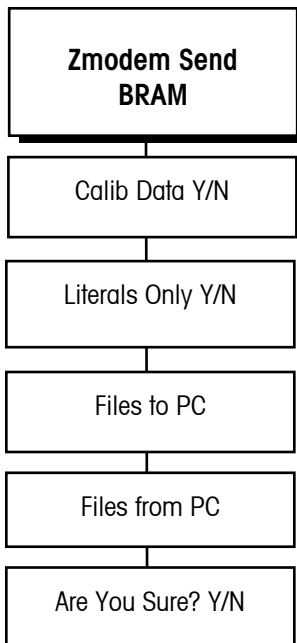 Zmodem Send
BRAM
Calib Data Y/N
Literals Only Y/N
Files to PC
Files from PC
Are You Sure? Y/N